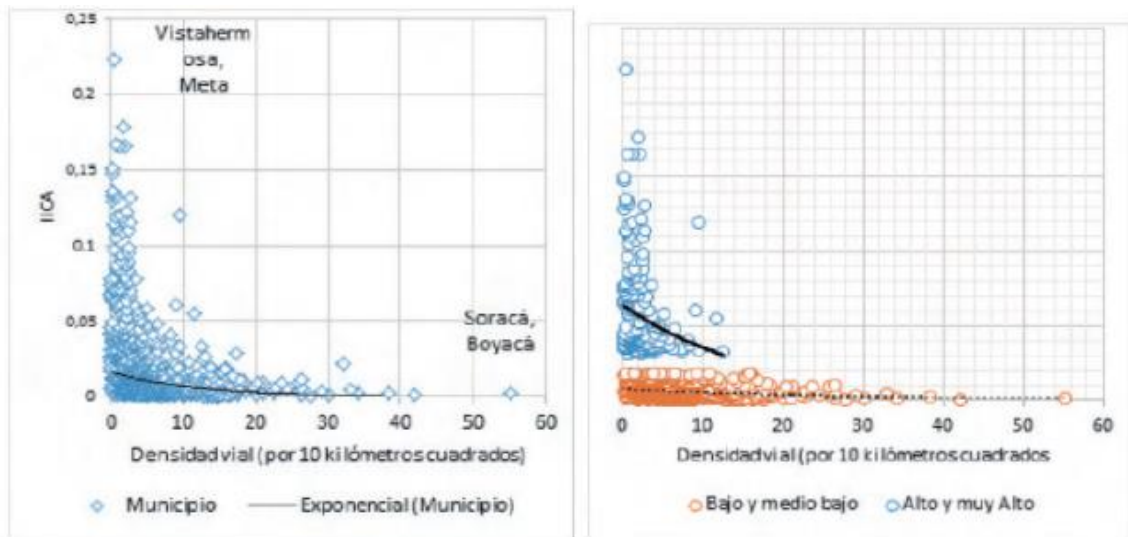 0,25
0,2
0,15
0,1
0,05
0
IICA
Vistaherm
osa,
Meta
Soracá,
Boyacá
0 10 20 30 40 50 60
Densidad vial (por 10 kilómetros cuadrados)
Municipio Exponencial (Municipio)
0 10 20 30 40 50 60
Densidad vial (por 10 kilómetros cuadrados
Bajo y medio bajo Alto y muy Alto